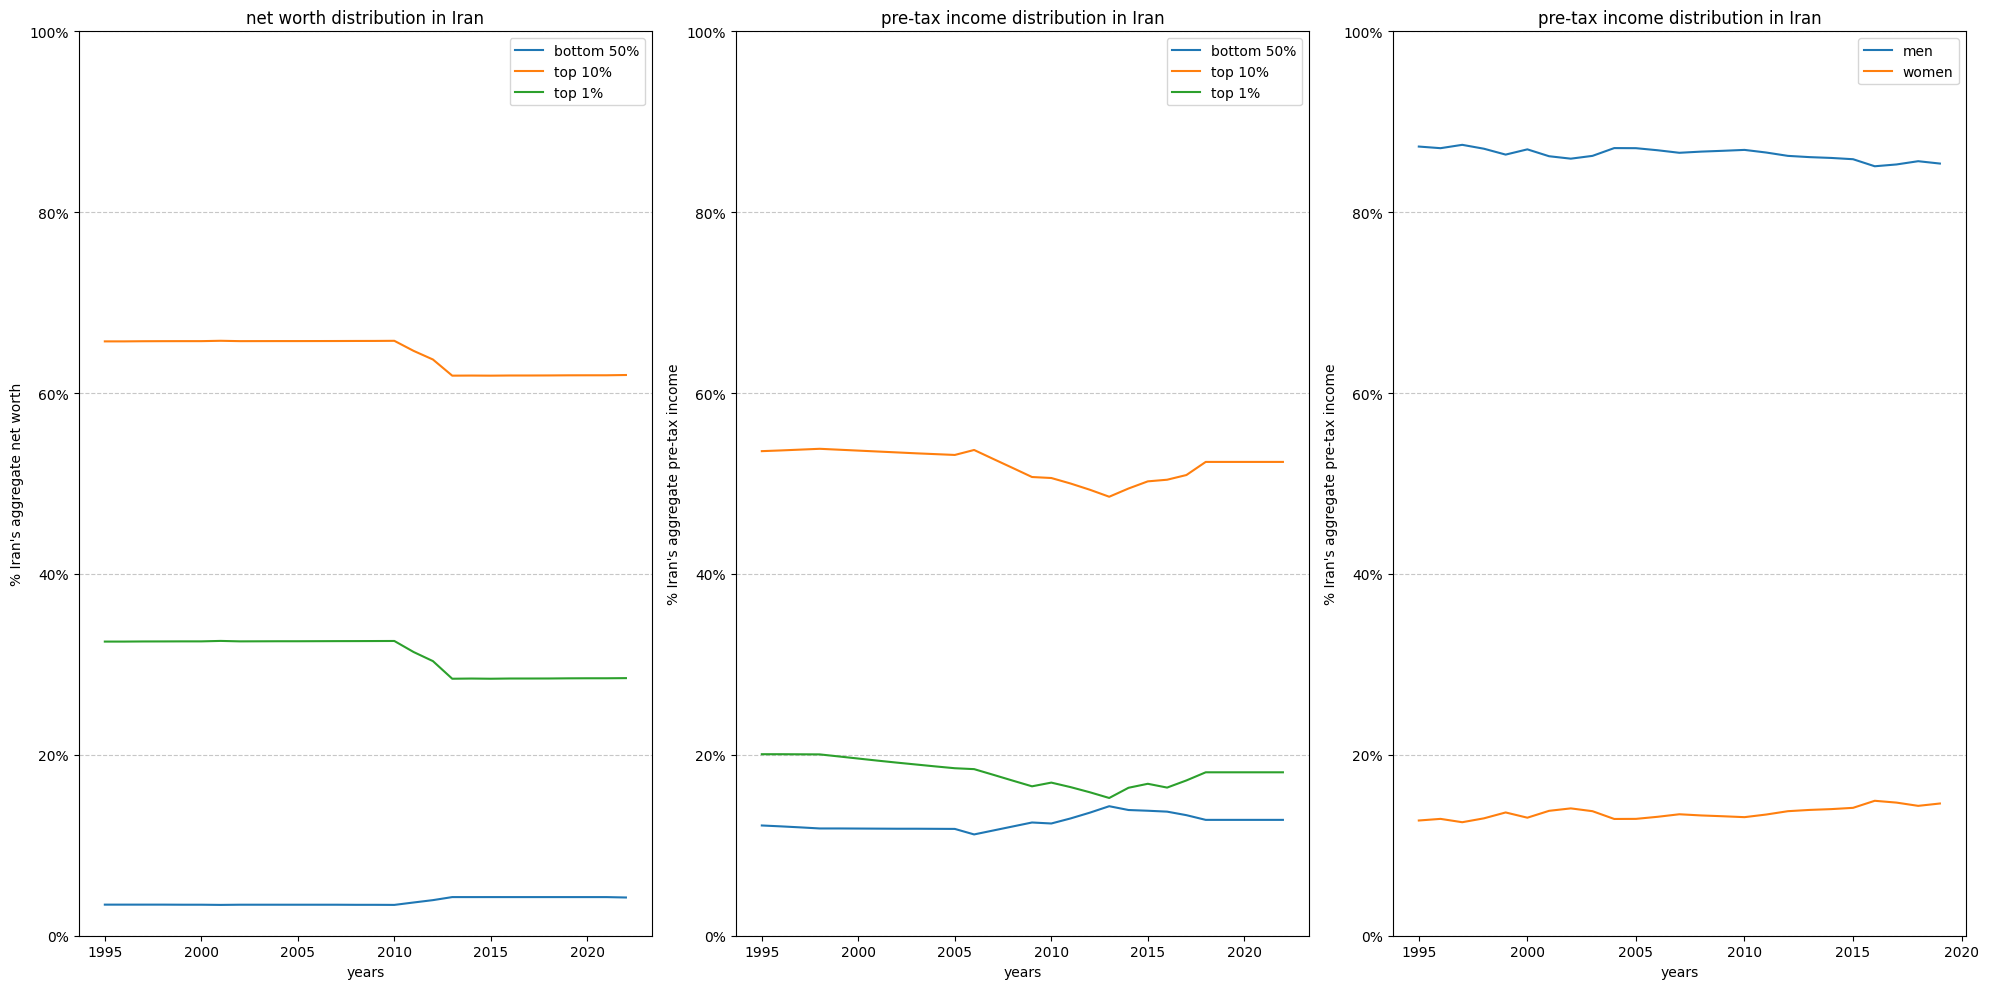 net worth distribution in Iran
100%
80%
60%
40%
20%
0%
% Iran's aggregate net worth
bottom 50%
top 10%
top 1%
1995 2000 2005 2010 2015 2020
years
pre-tax income distribution in Iran
100%
80%
60%
40%
20%
0%
% Iran's aggregate pre-tax income
bottom 50%
top 10%
top 1%
1995 2000 2005 2010 2015 2020
years
pre-tax income distribution in Iran
100%
80%
60%
40%
20%
0%
% Iran's aggregate pre-tax income
men
women
1995 2000 2005 2010 2015 2020
years